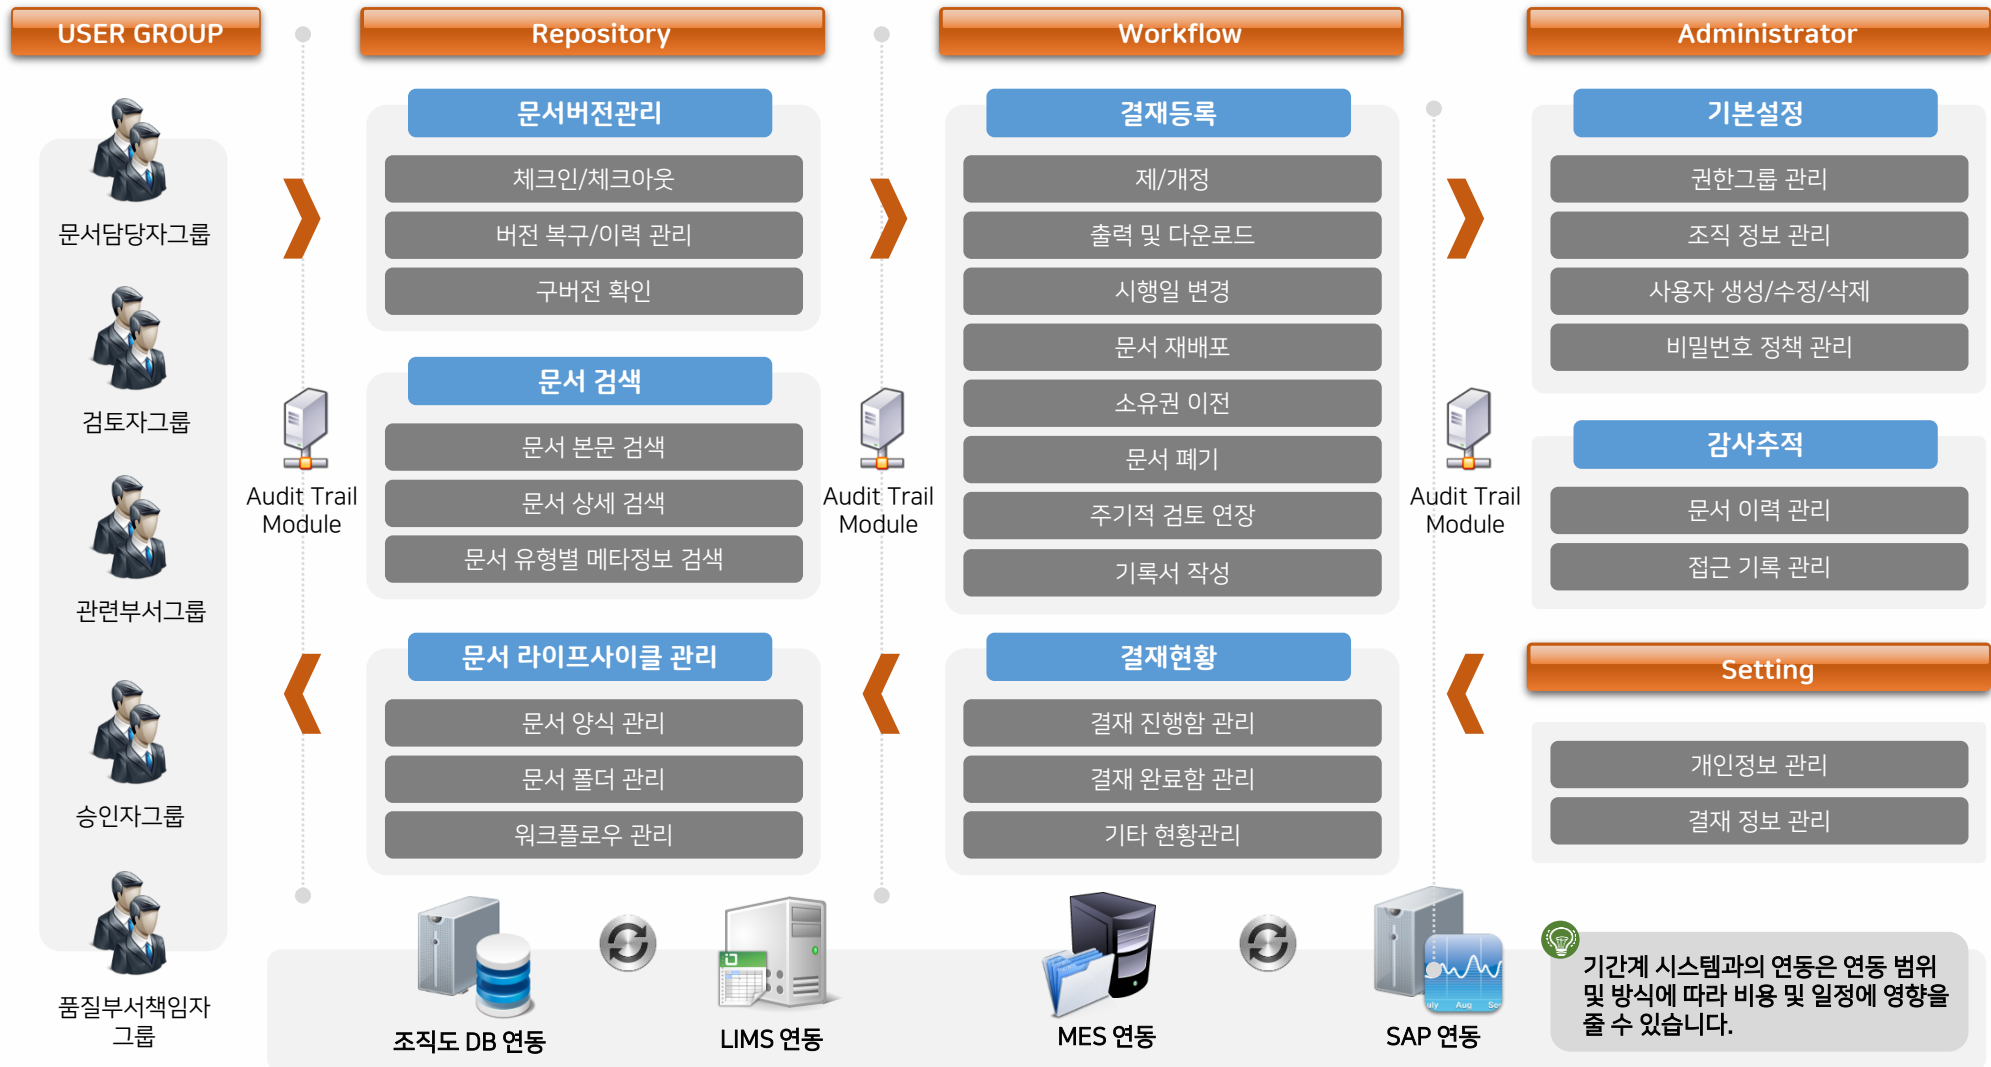 USER GROUP
문서담당자그룹
검토자그룹
관련부서그룹
승인자그룹
품질부서책임자
그룹
Audit Trail
Module
Repository
문서버전관리
체크인/체크아웃
버전 복구/이력 관리
구버전 확인
문서 검색
문서 본문 검색
문서 상세 검색
문서 유형별 메타정보 검색
문서 라이프사이클 관리
문서 양식 관리
문서 폴더 관리
워크플로우 관리
Audit Trail
Module
Workflow
결재등록
제/개정
출력 및 다운로드
시행일 변경
문서 재배포
소유권 이전
문서 폐기
주기적 검토 연장
기록서 작성
결재현황
결재 진행함 관리
결재 완료함 관리
기타 현황관리
Audit Trail
Module
Administrator
기본설정
권한그룹 관리
조직 정보 관리
사용자 생성/수정/삭제
비밀번호 정책 관리
감사추적
문서 이력 관리
접근 기록 관리
Setting
개인정보 관리
결재 정보 관리
조직도 DB 연동
LIMS 연동
MES 연동
uly Aug Se
SAP 연동
기간계 시스템과의 연동은 연동 범위
및 방식에 따라 비용 및 일정에 영향을
줄 수 있습니다.